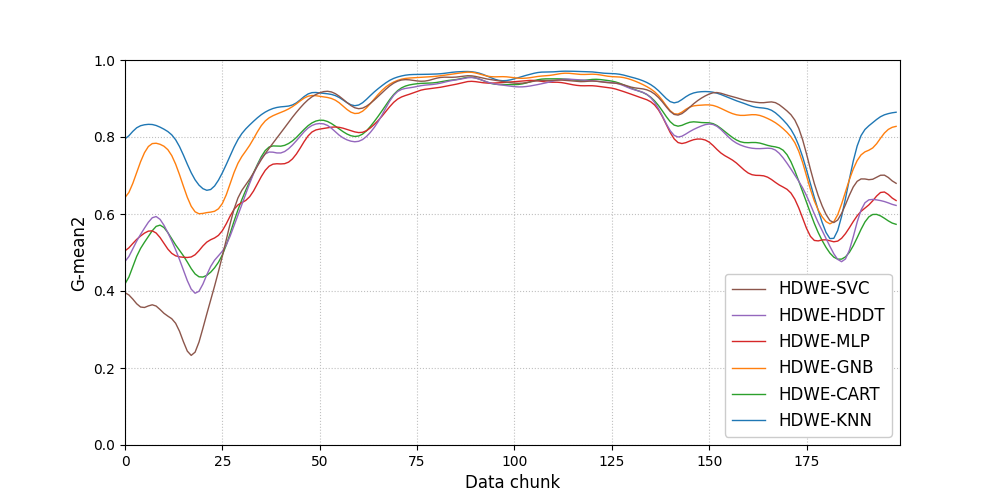 1.0
0.8
0.6
0.4
0.2
0.0
G-mean2
0 25 50 75 100 125 150 175
Data chunk
HDWE-SVC
HDWE-HDDT
HDWE-MLP
HDWE-GNB
HDWE-CART
HDWE-KNN